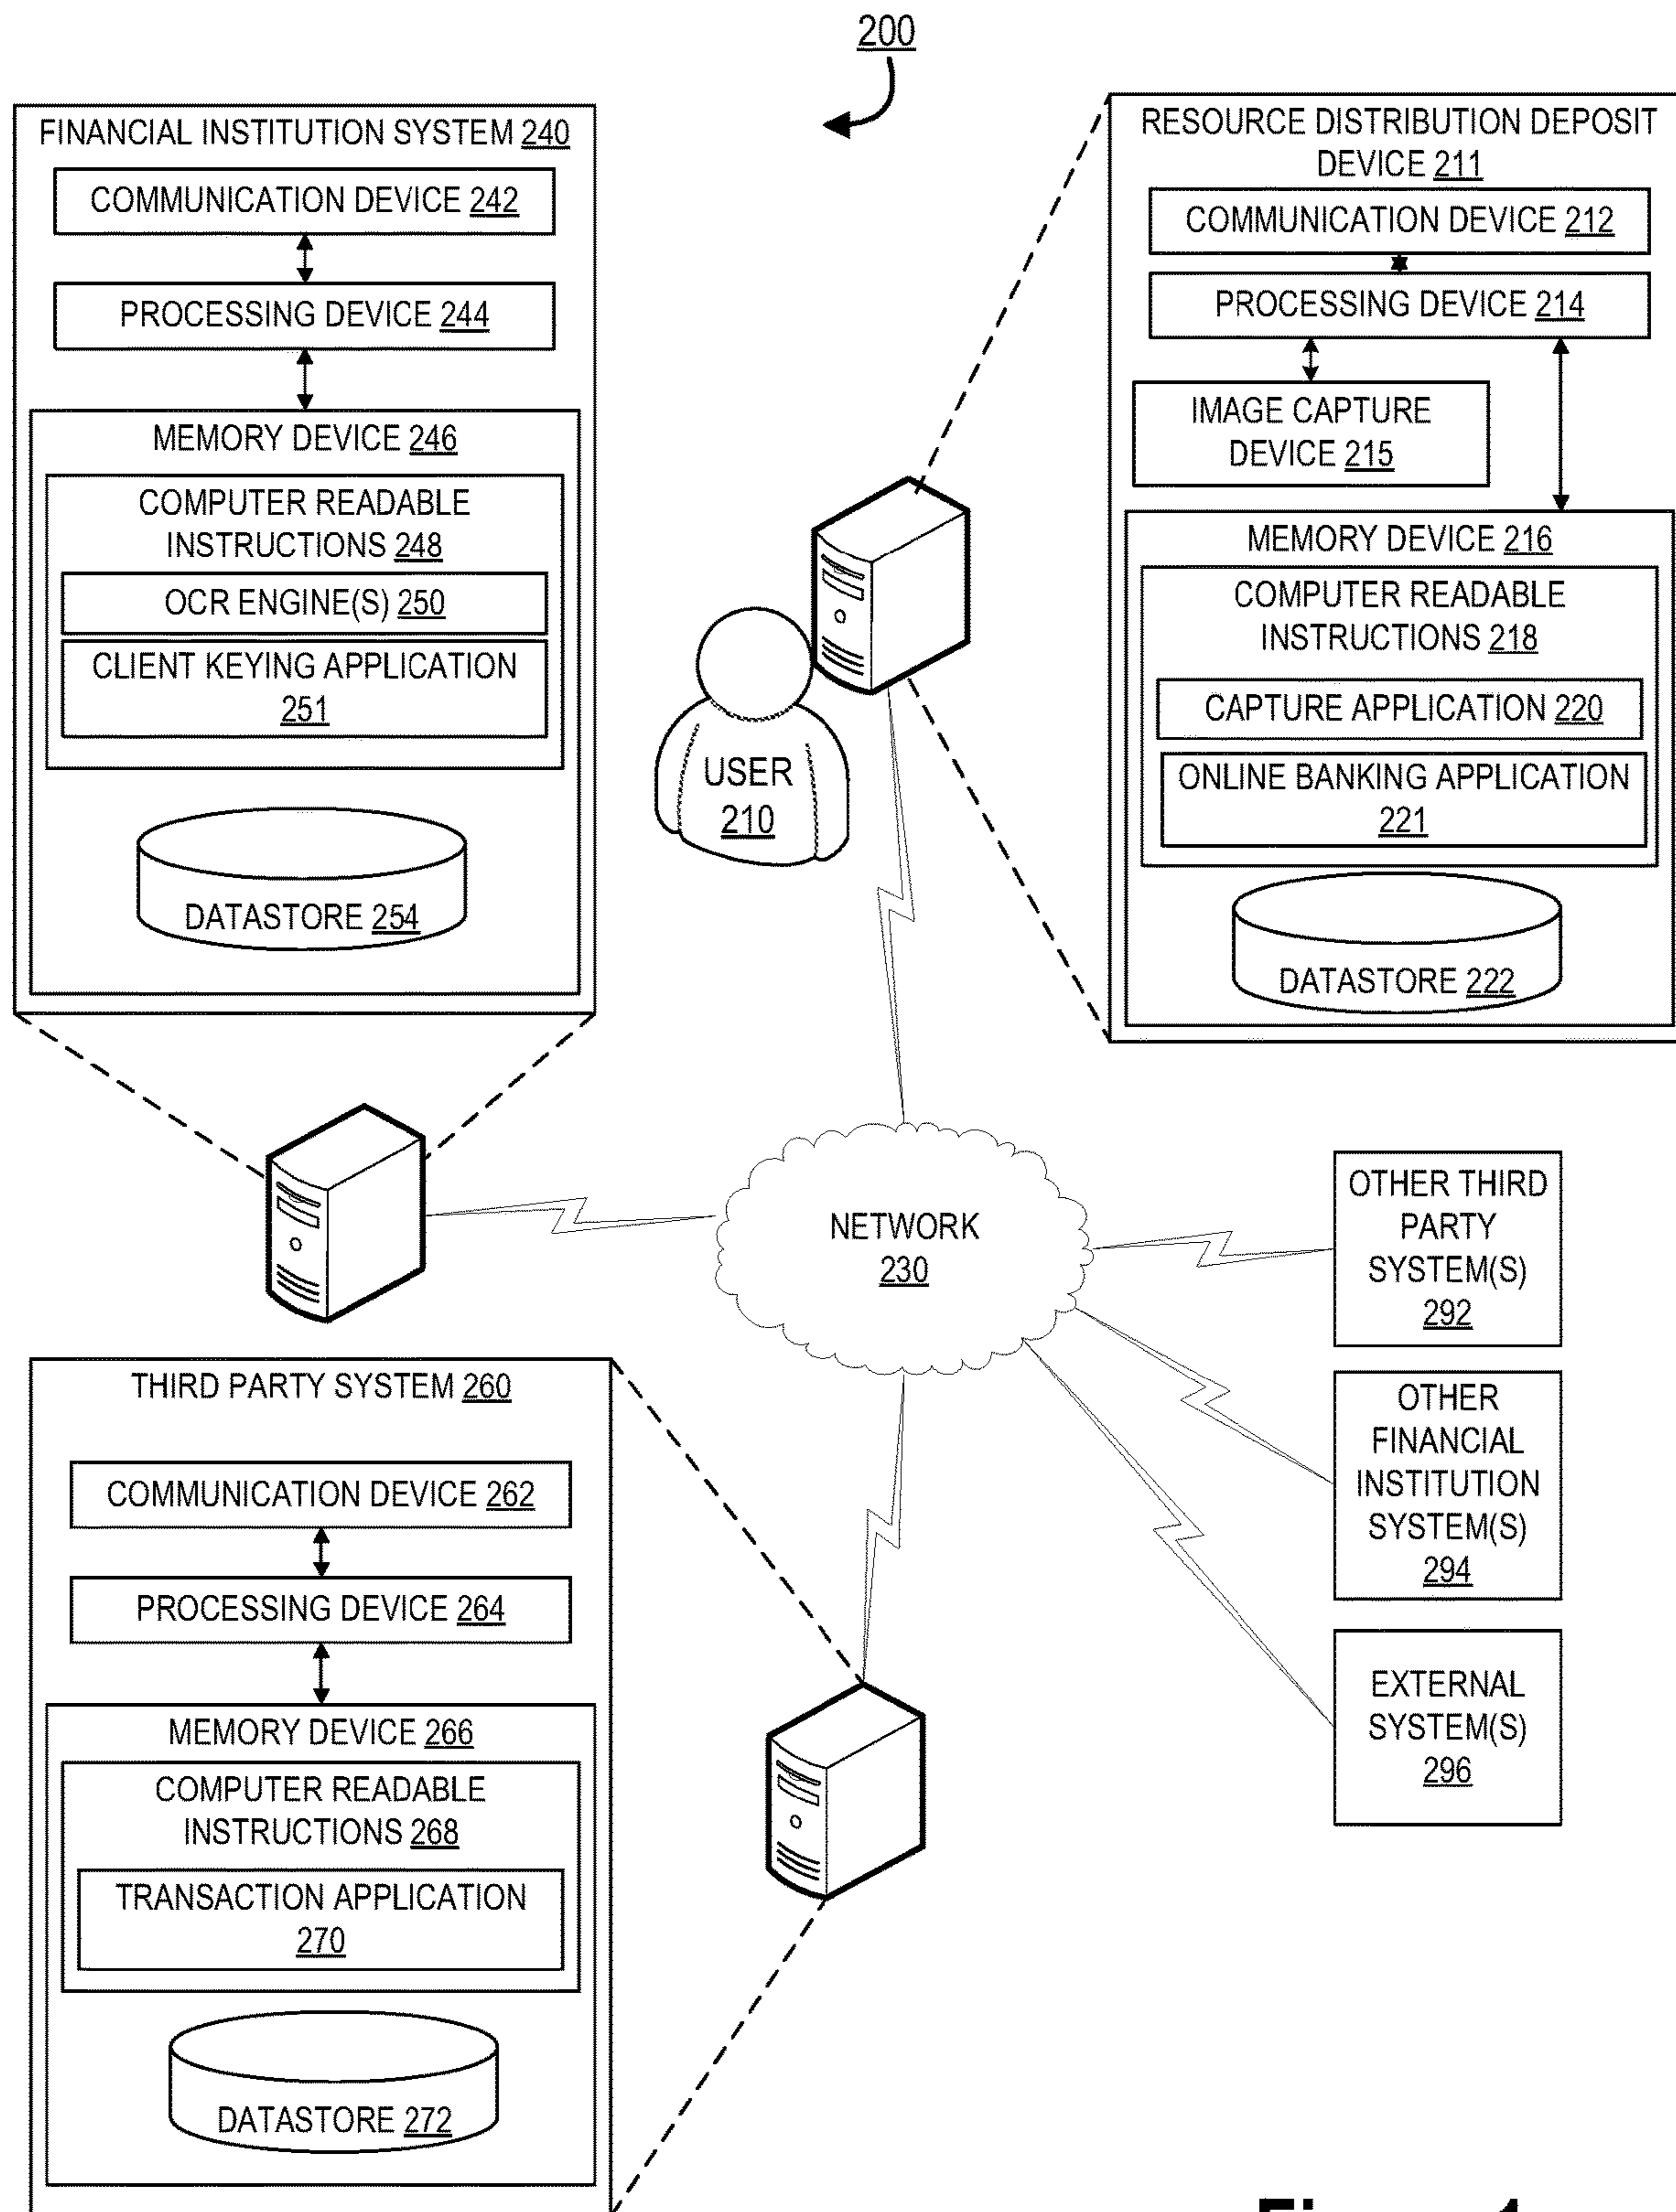 200
FINANCIAL INSTITUTION SYSTEM 240
COMMUNICATION DEVICE 242
PROCESSING DEVICE 244
MEMORY DEVICE 246
COMPUTER READABLE
INSTRUCTIONS 248
OCR ENGINE(S) 250
CLIENT KEYING APPLICATION
251
DATASTORE 254
RESOURCE DISTRIBUTION DEPOSIT
DEVICE 211
COMMUNICATION DEVICE 212
PROCESSING DEVICE 214
IMAGE CAPTURE
DEVICE 215
MEMORY DEVICE 216
COMPUTER READABLE
INSTRUCTIONS 218
CAPTURE APPLICATION 220
ONLINE BANKING APPLICATION
221
DATASTORE 222
USER
210
NETWORK
230
OTHER THIRD
PARTY
SYSTEM(S)
292
OTHER
FINANCIAL
INSTITUTION
SYSTEM(S)
294
EXTERNAL
SYSTEM(S)
296
THIRD PARTY SYSTEM 260
COMMUNICATION DEVICE 262
PROCESSING DEVICE 264
MEMORY DEVICE 266
COMPUTER READABLE
INSTRUCTIONS 268
TRANSACTION APPLICATION
270
DATASTORE 272
Figure 1